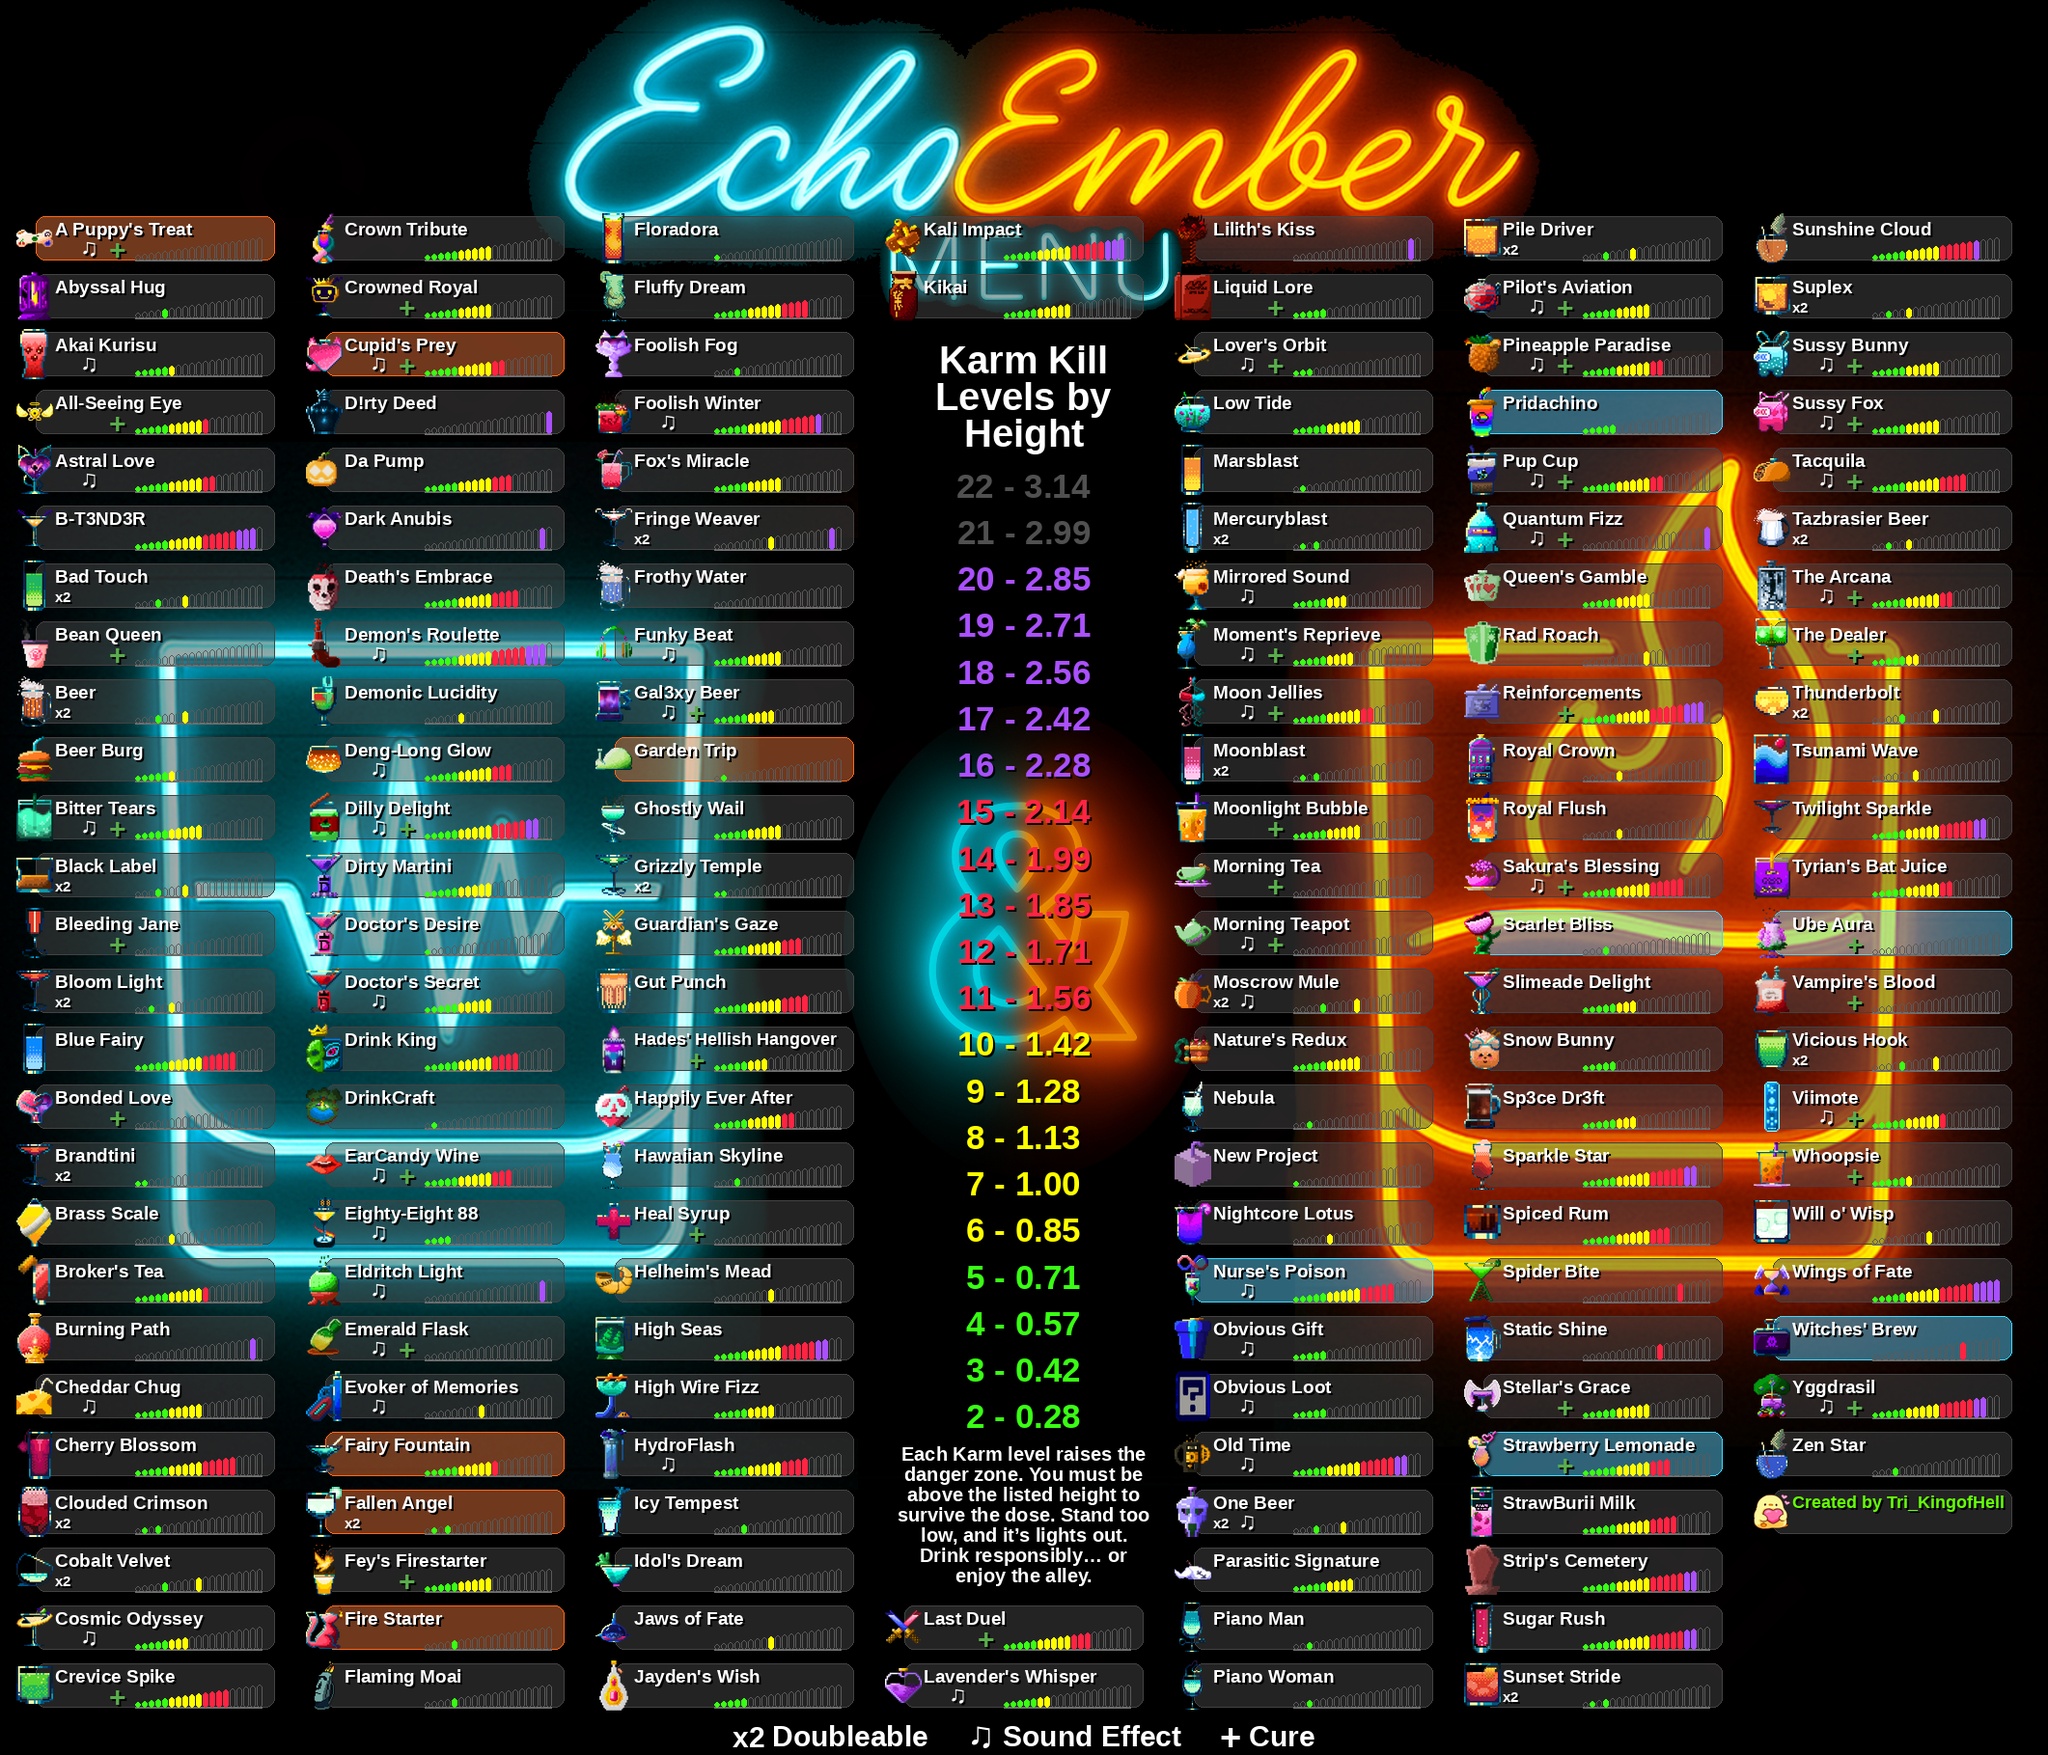 EchoEmber
MENU
A Puppy's Treat
♫ +
Abyssal Hug
Akai Kurisu
♫
All-Seeing Eye
+
Astral Love
♫
B-T3ND3R
Bad Touch
x2
Bean Queen
+
Beer
x2
Beer Burg
Bitter Tears
♫ +
Black Label
x2
Bleeding Jane
+
Bloom Light
x2
Blue Fairy
Bonded Love
+
Brandtini
x2
Brass Scale
Broker's Tea
Burning Path
Cheddar Chug
♫
Cherry Blossom
Clouded Crimson
x2
Cobalt Velvet
x2
Cosmic Odyssey
♫
Crevice Spike
+
Crown Tribute
Crowned Royal
+
Cupid's Prey
♫ +
D!rty Deed
Da Pump
Dark Anubis
Death's Embrace
Demon's Roulette
♫
Demonic Lucidity
Deng-Long Glow
♫
Dilly Delight
♫ +
Dirty Martini
Doctor's Desire
Doctor's Secret
♫
Drink King
DrinkCraft
EarCandy Wine
♫ +
Eighty-Eight 88
♫
Eldritch Light
♫
Emerald Flask
♫ +
Evoker of Memories
♫
Fairy Fountain
Fallen Angel
x2
Fey's Firestarter
+
Fire Starter
Flaming Moai
Floradora
Fluffy Dream
Foolish Fog
Foolish Winter
♫
Fox's Miracle
Fringe Weaver
x2
Frothy Water
Funky Beat
♫
Gal3xy Beer
♫ +
Garden Trip
Ghostly Wail
Grizzly Temple
x2
Guardian's Gaze
Gut Punch
Hades' Hellish Hangover
+
Happily Ever After
Hawaiian Skyline
Heal Syrup
+
Helheim's Mead
High Seas
High Wire Fizz
HydroFlash
♫
Icy Tempest
Idol's Dream
Jaws of Fate
Jayden's Wish
Kali Impact
Kikai
Karm Kill
Levels by
Height
22 - 3.14
21 - 2.99
20 - 2.85
19 - 2.71
18 - 2.56
17 - 2.42
16 - 2.28
15 - 2.14
14 - 1.99
13 - 1.85
12 - 1.71
11 - 1.56
10 - 1.42
9 - 1.28
8 - 1.13
7 - 1.00
6 - 0.85
5 - 0.71
4 - 0.57
3 - 0.42
2 - 0.28
Each Karm level raises the
danger zone. You must be
above the listed height to
survive the dose. Stand too
low, and it's lights out.
Drink responsibly... or
enjoy the alley.
Last Duel
+
Lavender's Whisper
♫
Lilith's Kiss
Liquid Lore
+
Lover's Orbit
♫ +
Low Tide
Marsblast
Mercuryblast
x2
Mirrored Sound
♫
Moment's Reprieve
♫ +
Moon Jellies
♫ +
Moonblast
x2
Moonlight Bubble
+
Morning Tea
+
Morning Teapot
♫ +
Moscrow Mule
x2 ♫
Nature's Redux
Nebula
New Project
Nightcore Lotus
Nurse's Poison
♫
Obvious Gift
♫
Obvious Loot
♫
Old Time
♫
One Beer
x2 ♫
Parasitic Signature
Piano Man
Piano Woman
Pile Driver
x2
Pilot's Aviation
♫ +
Pineapple Paradise
♫ +
Pridachino
Pup Cup
♫ +
Quantum Fizz
♫ +
Queen's Gamble
Rad Roach
Reinforcements
+
Royal Crown
Royal Flush
Sakura's Blessing
♫ +
Scarlet Bliss
Slimeade Delight
Snow Bunny
Sp3ce Dr3ft
Sparkle Star
Spiced Rum
Spider Bite
Static Shine
Stellar's Grace
+
Strawberry Lemonade
+
StrawBurii Milk
Strip's Cemetery
Sugar Rush
Sunset Stride
x2
Sunshine Cloud
Suplex
x2
Sussy Bunny
♫ +
Sussy Fox
♫ +
Tacquila
♫ +
Tazbrasier Beer
x2
The Arcana
♫ +
The Dealer
+
Thunderbolt
x2
Tsunami Wave
Twilight Sparkle
Tyrian's Bat Juice
Ube Aura
+
Vampire's Blood
+
Vicious Hook
x2
Viimote
♫ +
Whoopsie
+
Will o' Wisp
Wings of Fate
Witches' Brew
Yggdrasil
♫ +
Zen Star
Created by Tri_KingofHell
x2 Doubleable ♫ Sound Effect + Cure